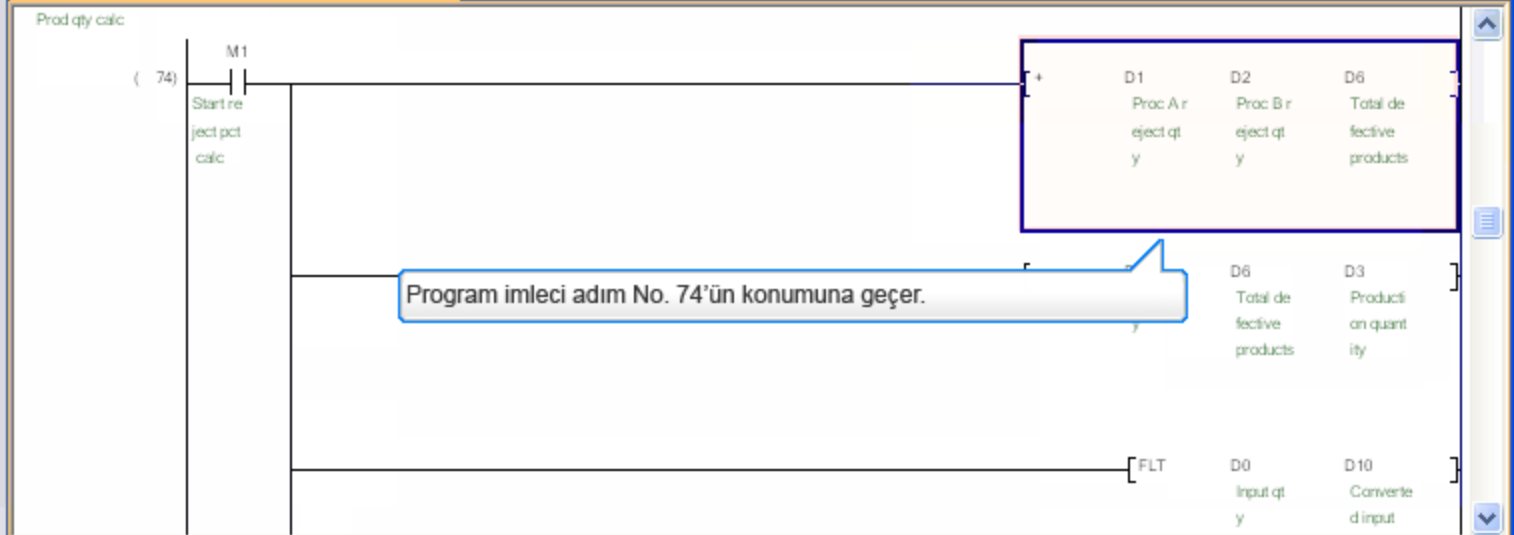 Prod qty calc
M1
( 74)
+ D1 D2 D6
Start re Proc A r Proc B r Total de
ject pct eject qt eject qt fective
calc y y products
D6 D3
Program imleci adım No. 74'ün konumuna geçer.
Total de Producti
y fective on quant
products ity
FLT D0 D10
Input qt Converte
y d input